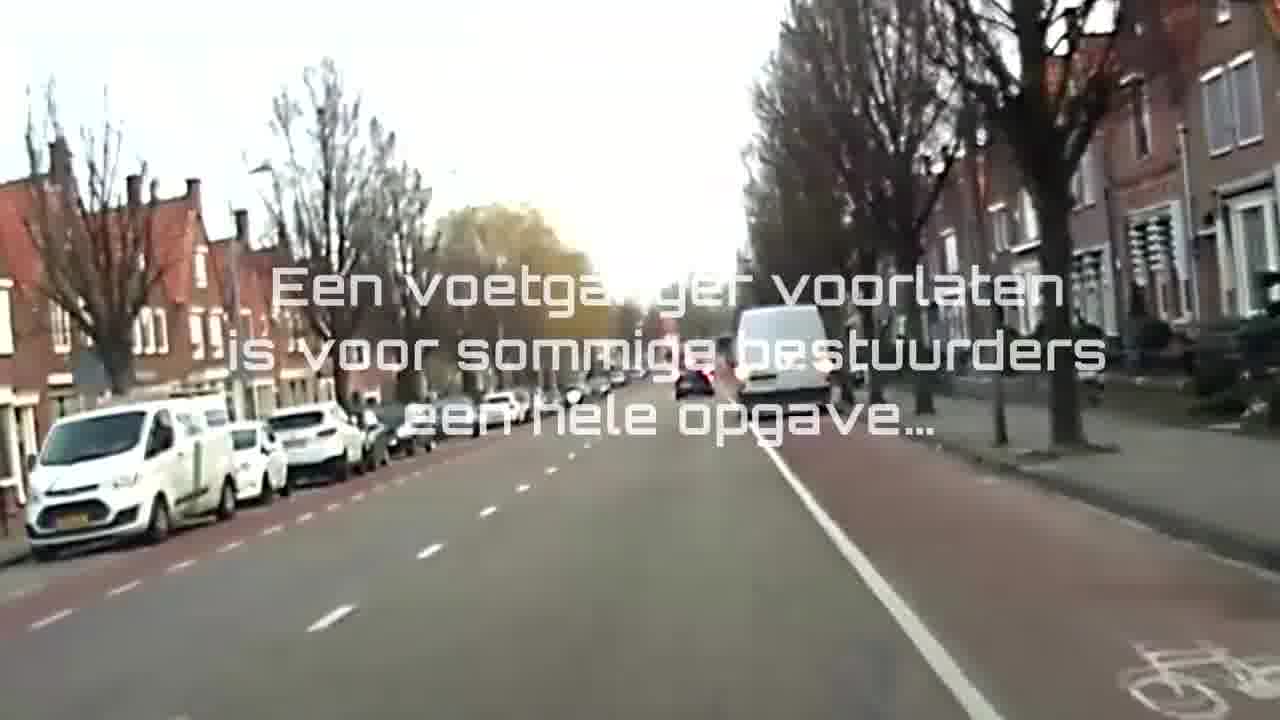 Een voetganger voorlaten
is voor sommige bestuurders
een hele opgave...